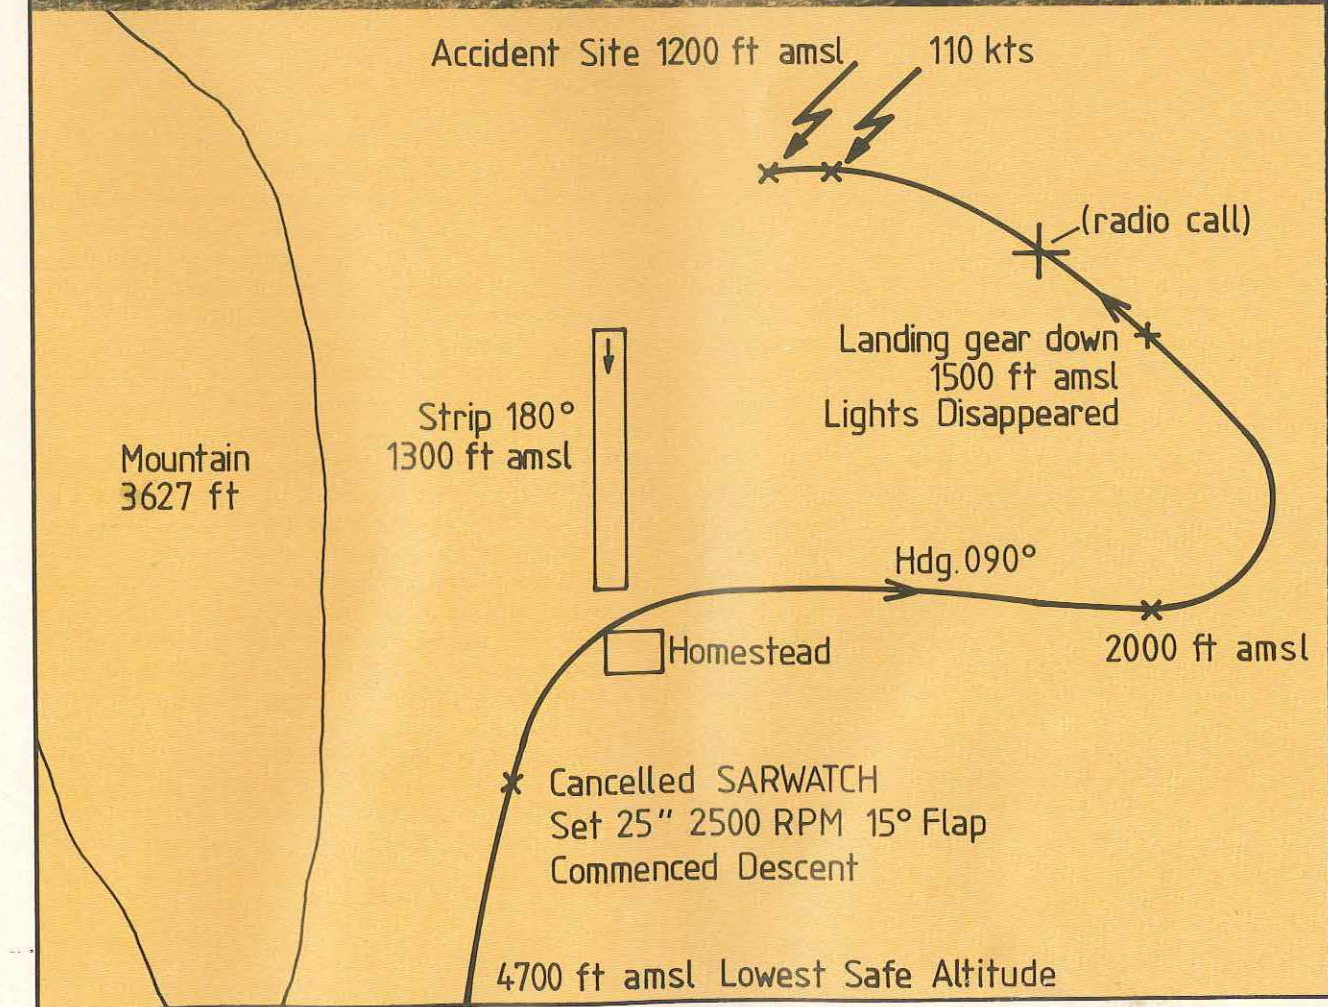 Accident Site 1200 ft amsl
110 kts
(radio call)
Landing gear down
1500 ft amsl
Lights Disappeared
Strip 180°
1300 ft amsl
Mountain
3627 ft
Hdg. 090°
Homestead
2000 ft amsl
Cancelled SARWATCH
Set 25" 2500 RPM 15° Flap
Commenced Descent
4700 ft amsl Lowest Safe Altitude